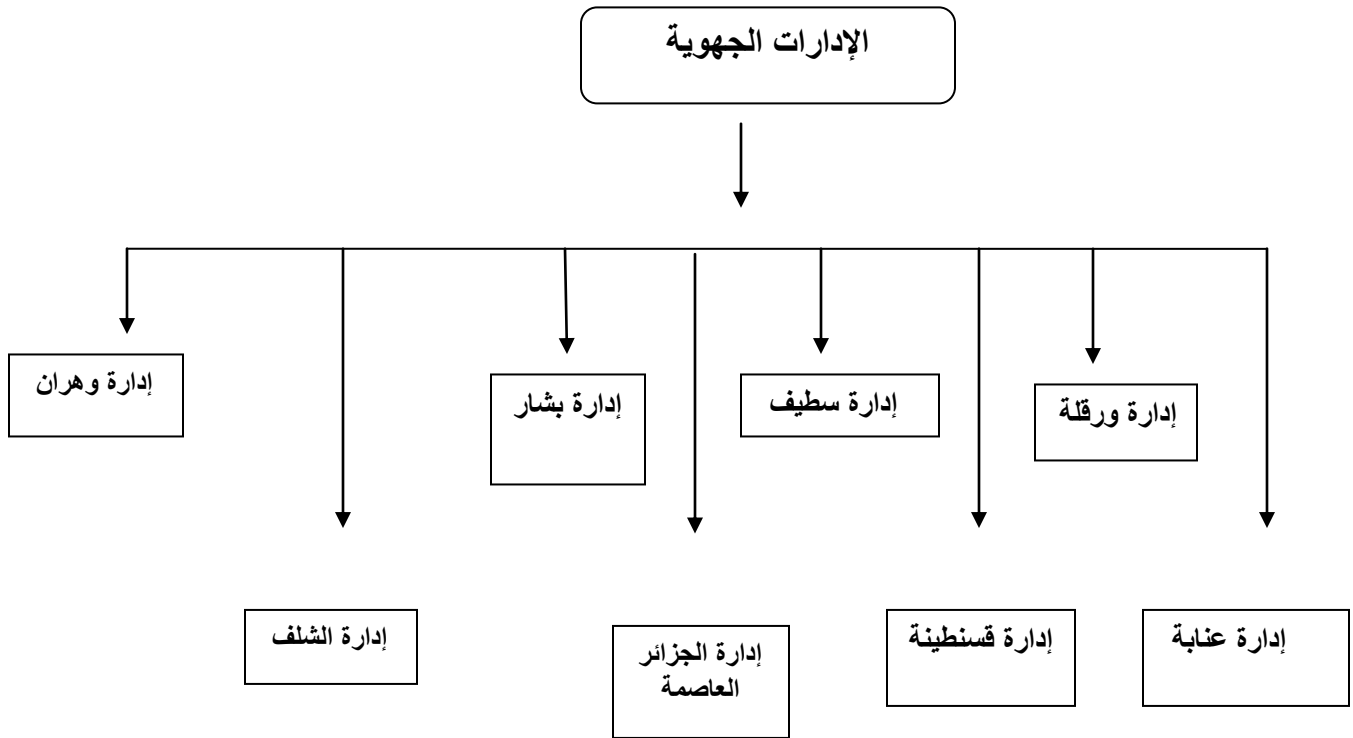 الإدارات الجهوية
إدارة ورقلة
إدارة سطيف
إدارة بشار
إدارة وهران
إدارة عنابة
إدارة قسنطينة
إدارة الجزائر
العاصمة
إدارة الشلف